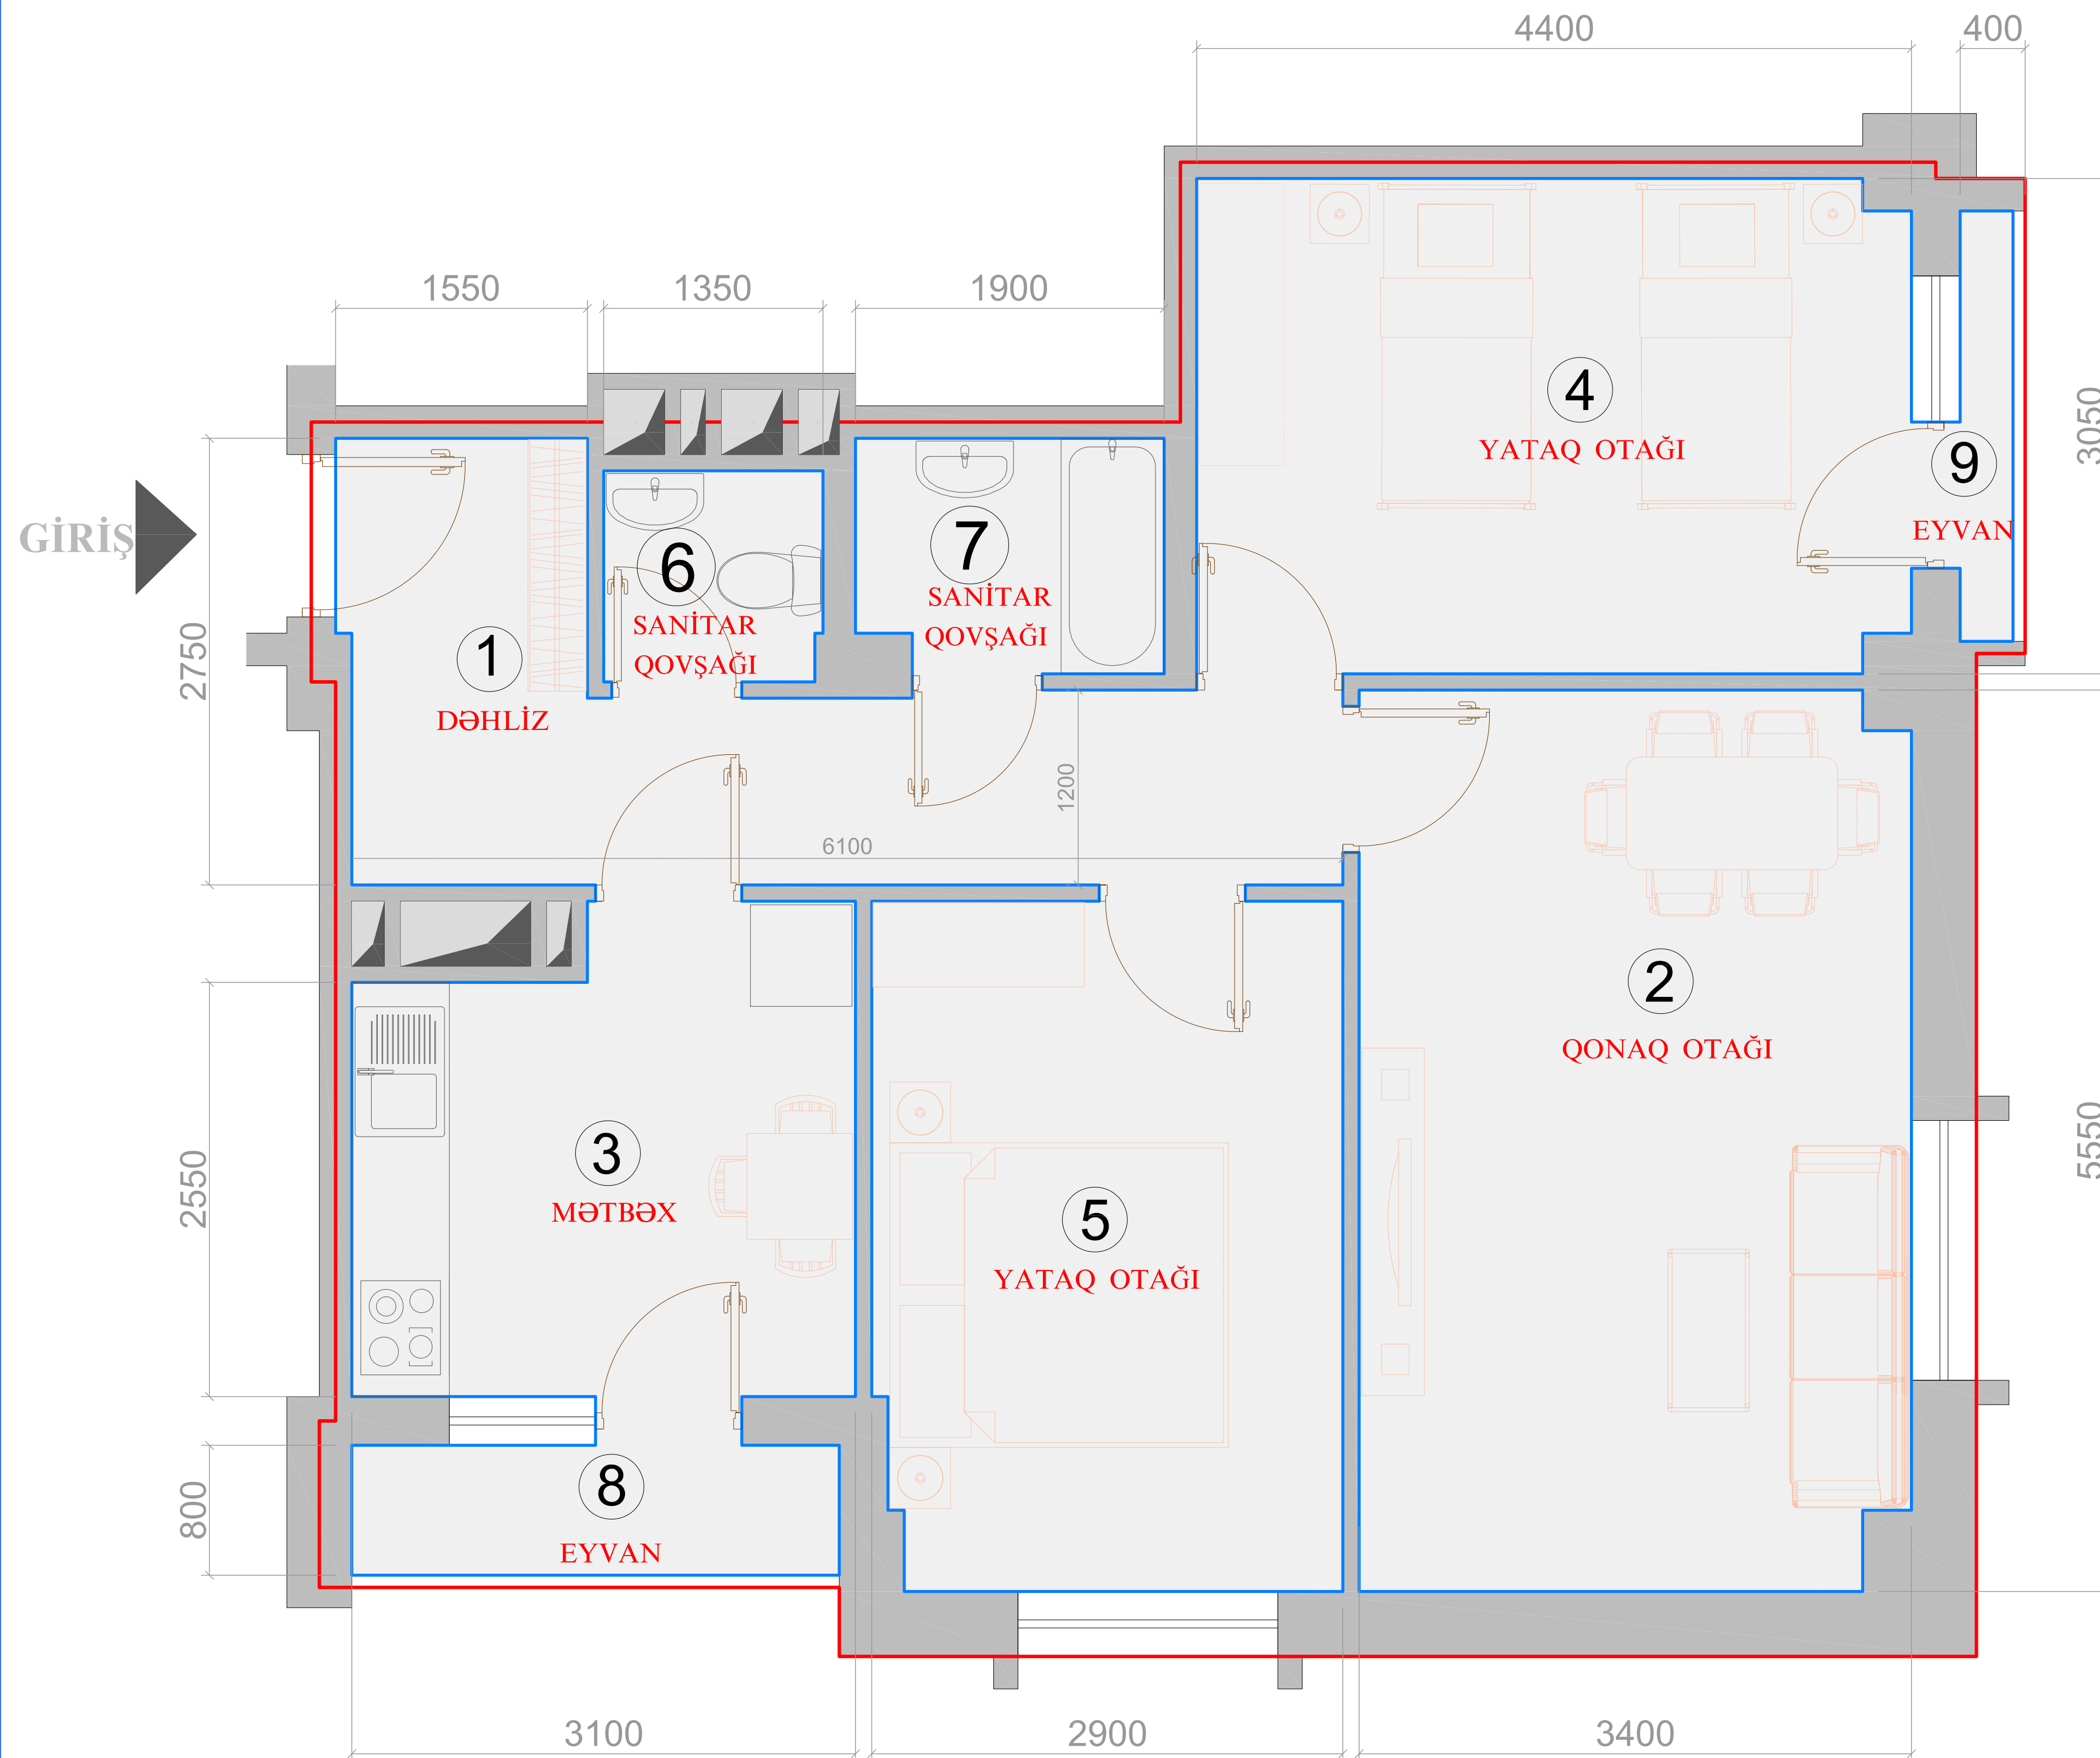 4400
400
1550
1350
1900
4
YATAQ OTAĞI
3050
9
EYVAN
GİRİŞ
7
SANİTAR
QOVŞAĞI
6
SANİTAR
QOVŞAĞI
1
DƏHLİZ
2750
1200
6100
2
QONAQ OTAĞI
3
MƏTBƏX
2550
5
YATAQ OTAĞI
5550
8
EYVAN
800
3100
2900
3400